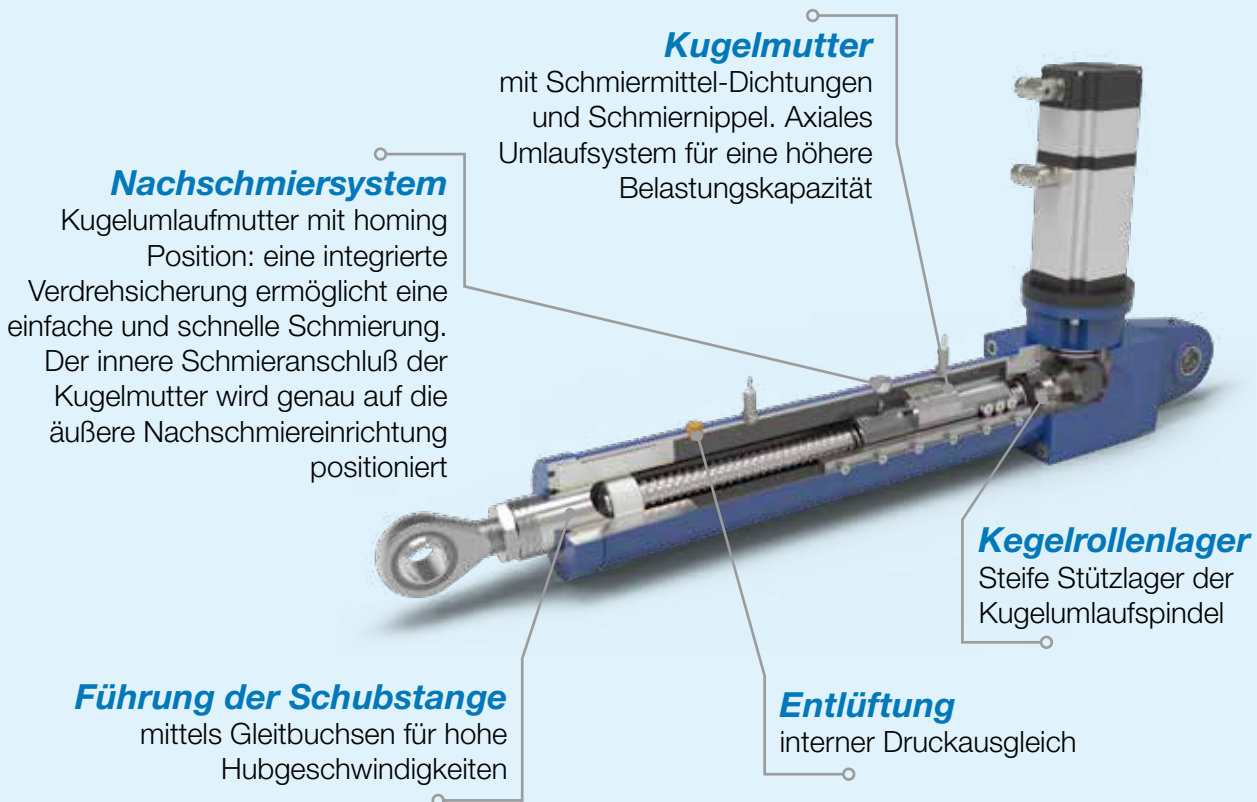 Kugelmutter
mit Schmiermittel-Dichtungen
und Schmiernippel. Axiales
Umlaufsystem für eine höhere
Belastungskapazität
Nachschmiersystem
Kugelumlaufmutter mit homing
Position: eine integrierte
Verdrehsicherung ermöglicht eine
einfache und schnelle Schmierung.
Der innere Schmieranschluß der
Kugelmutter wird genau auf die
äußere Nachschmiereinrichtung
positioniert
Kegelrollenlager
Steife Stützlager der
Kugelumlaufspindel
Führung der Schubstange
mittels Gleitbuchsen für hohe
Hubgeschwindigkeiten
Entlüftung
interner Druckausgleich